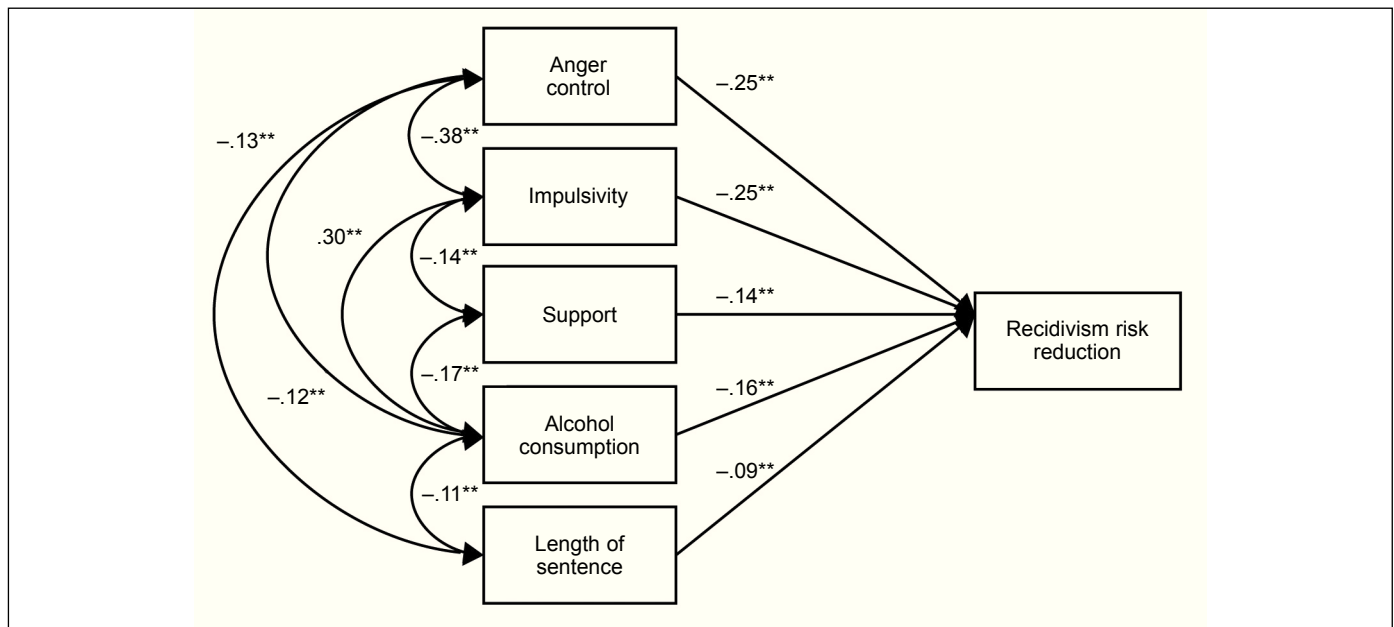 Anger
control
–.25**
–.13**
–.38**
Impulsivity
–.25**
.30**
–.14**
Support
–.14**
–.17**
–.12**
Alcohol
consumption
–.16**
–.11**
–.09**
Length of
sentence
Recidivism risk
reduction